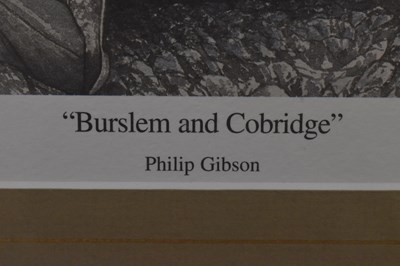 “Burslem and Cobridge”
Philip Gibson